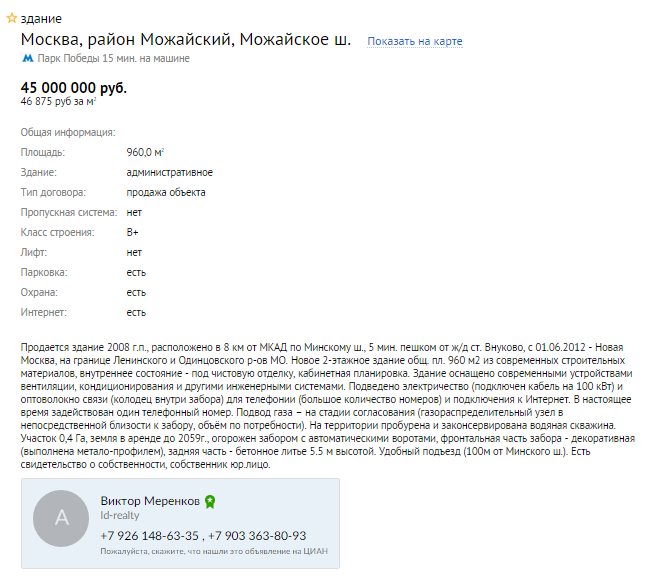 здание
Москва, район Можайский, Можайское ш. Показать на карте
Парк Победы 15 мин. на машине
45 000 000 руб.
46 875 руб за м²
Общая информация:
Площадь: 960,0 м²
Здание: административное
Тип договора: продажа объекта
Пропускная система: нет
Класс строения: B+
Лифт: нет
Парковка: есть
Охрана: есть
Интернет: есть
Продается здание 2008 г.п., расположено в 8 км от МКАД по Минскому ш., 5 мин. пешком от ж/д ст. Внуково, с 01.06.2012 - Новая
Москва, на границе Ленинского и Одинцовского р-ов МО. Новое 2-этажное здание общ. пл. 960 м2 из современных строительных
материалов, внутреннее состояние - под чистовую отделку, кабинетная планировка. Здание оснащено современными устройствами
вентиляции, кондиционирования и другими инженерными системами. Подведено электричество (подключен кабель на 100 кВт) и
оптоволокно связи (колодец внутри забора) для телефонии (большое количество номеров) и подключения к Интернет. В настоящее
время задействован один телефонный номер. Подвод газа – на стадии согласования (газораспределительный узел в
непосредственной близости к забору, объём по потребности). На территории пробурена и законсервирована водяная скважина.
Участок 0,4 Га, земля в аренде до 2059г., огорожен забором с автоматическими воротами, фронтальная часть забора - декоративная
(выполнена метало-профилем), задняя часть - бетонное литье 5.5 м высотой. Удобный подъезд (100м от Минского ш.). Есть
свидетельство о собственности, собственник юр.лицо.
А
Виктор Меренков
Id-realty
+7 926 148-63-35 , +7 903 363-80-93
Пожалуйста, скажите, что нашли это объявление на ЦИАН